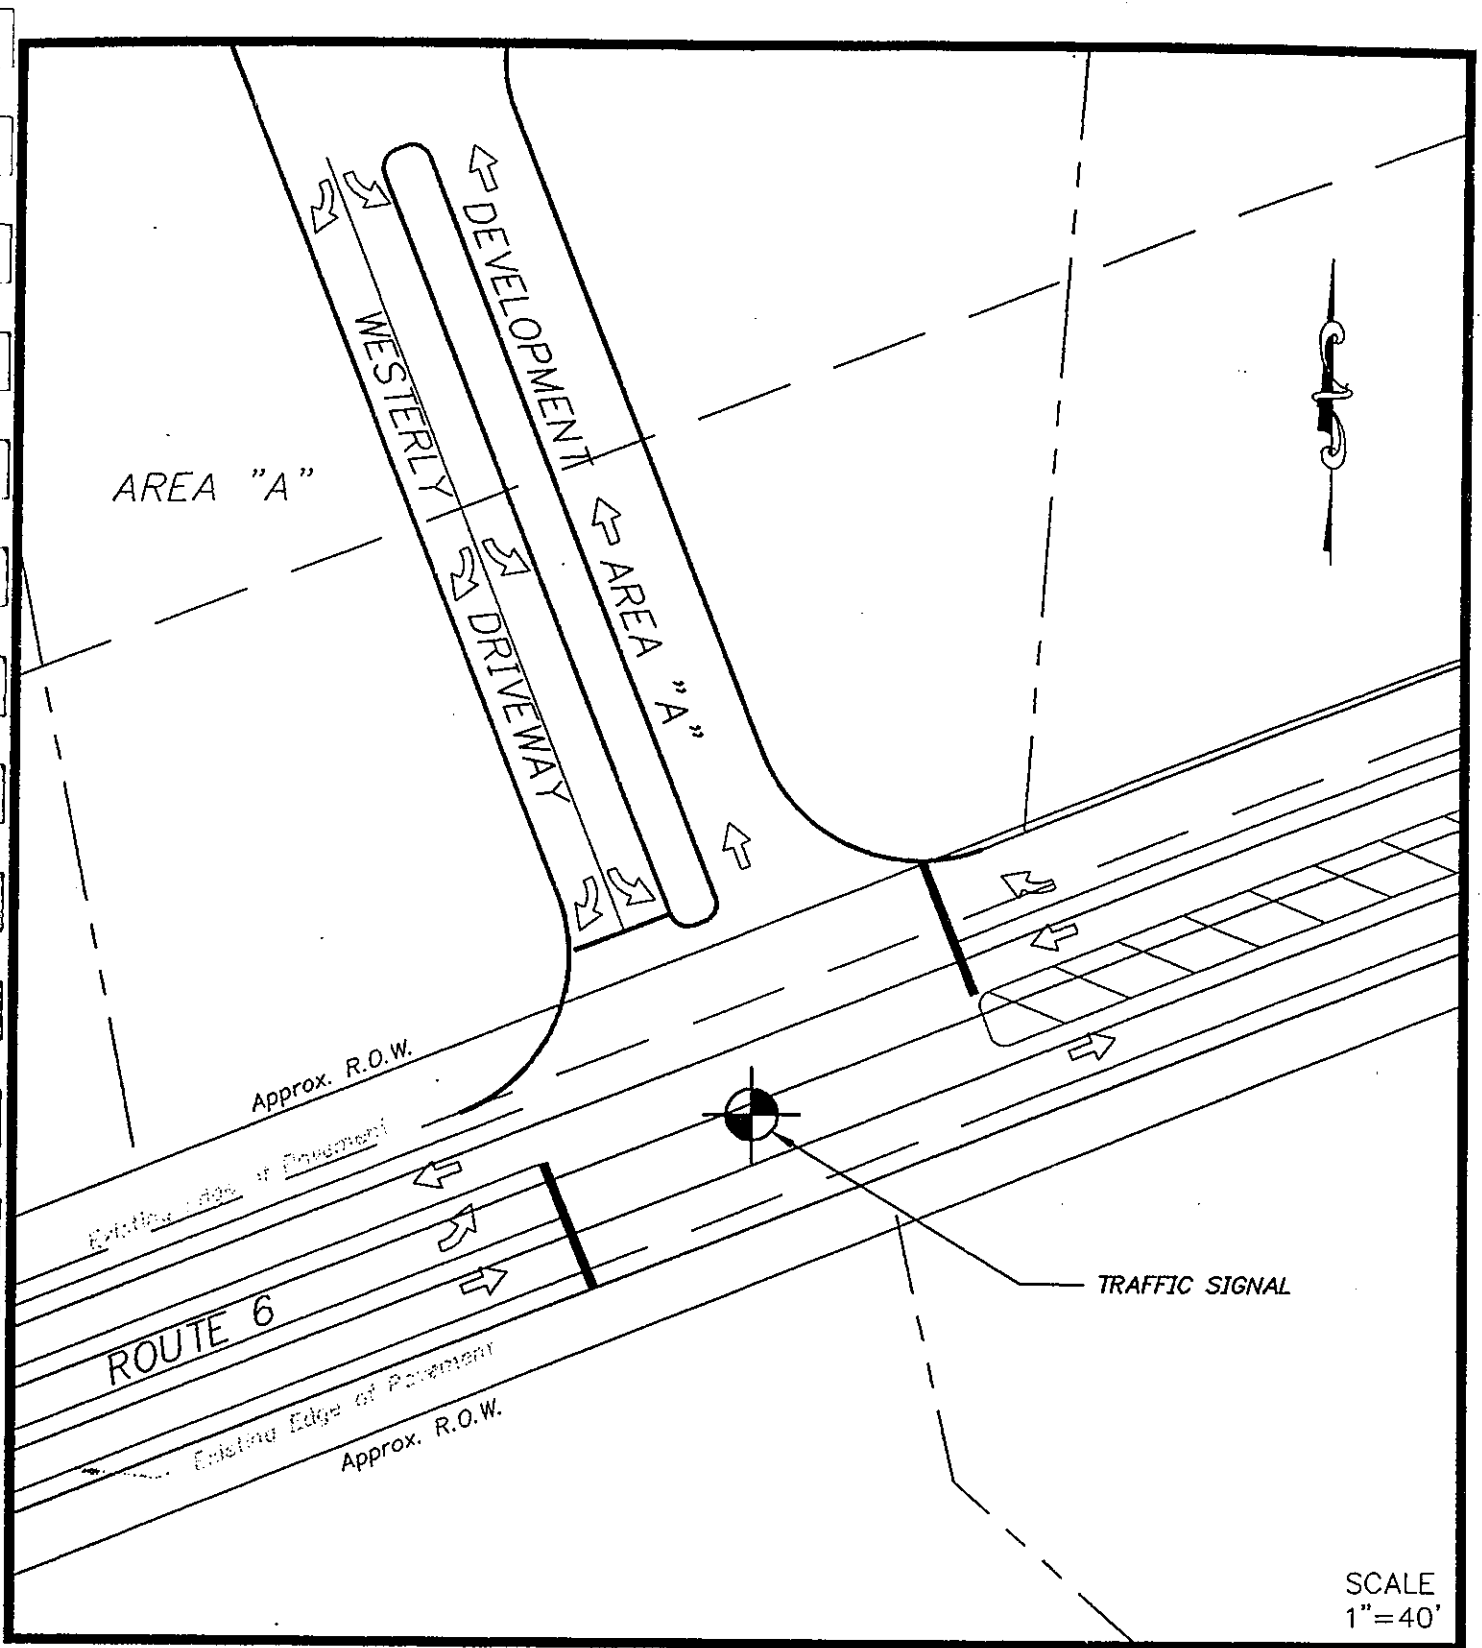 DEVELOPMENT
AREA "A"
WESTERLY
DRIVEWAY
AREA "A"
Approx. R.O.W.
Existing Edge of Pavement
ROUTE 6
Existing Edge of Pavement
Approx. R.O.W.
TRAFFIC SIGNAL
SCALE
1"=40'